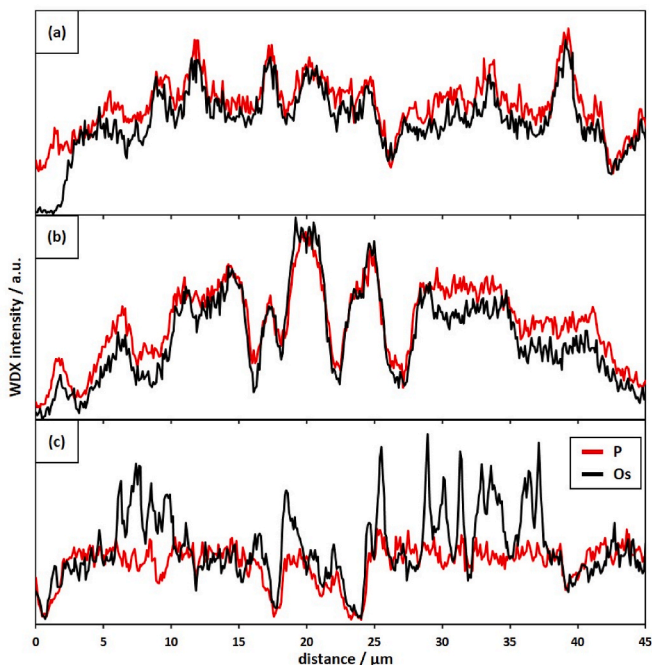 (a)
(b)
(c)
P
Os
WDX intensity / a.u.
0 5 10 15 20 25 30 35 40 45
distance / µm